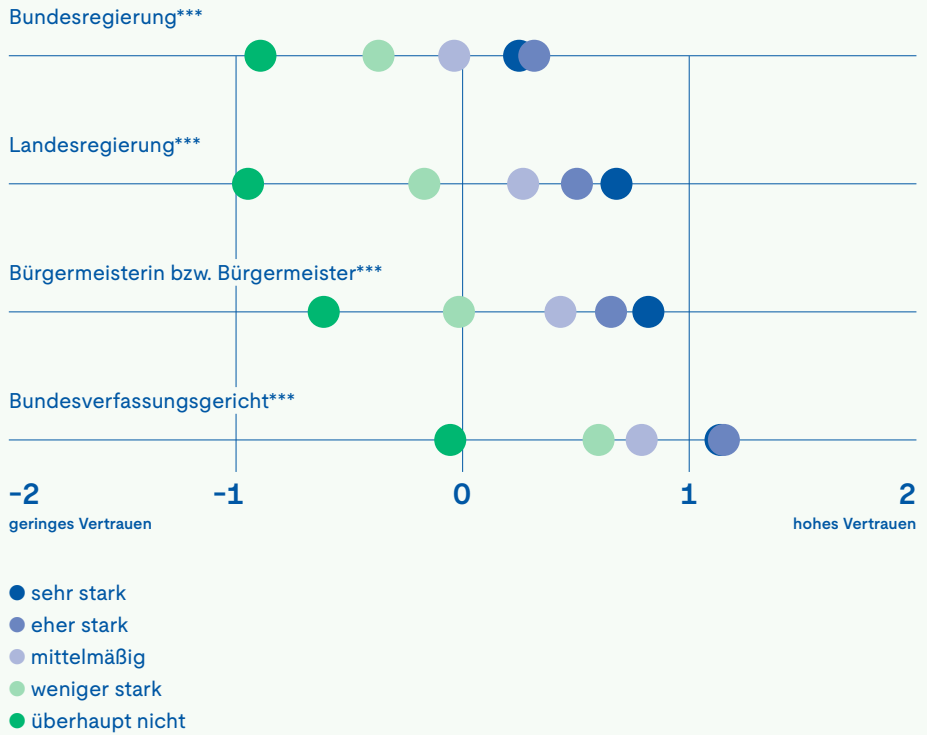 Bundesregierung***
Landesregierung***
Bürgermeisterin bzw. Bürgermeister***
Bundesverfassungsgericht***
-2 -1 0 1 2
geringes Vertrauen hohes Vertrauen
sehr stark
eher stark
mittelmäßig
weniger stark
überhaupt nicht